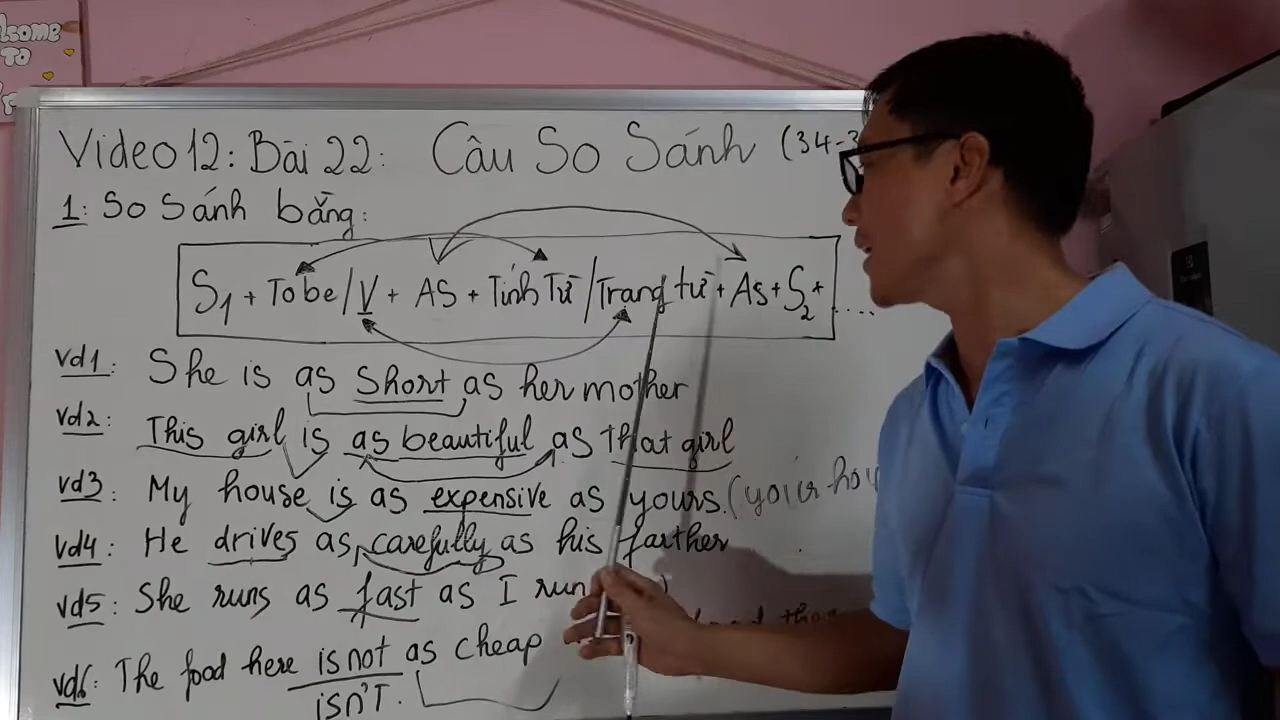 Welcome
TO
Video 12: Bài 22: Câu So Sánh (34-3
1: So Sánh bằng:
S1 + Tobe/V + AS + Tính Từ/Trang từ + As + S2 + ....
vd1: She is as short as her mother
vd2: This girl is as beautiful as that girl
vd3: My house is as expensive as yours. (your hou
vd4: He drives as carefully as his farther
vd5: She runs as fast as I run
vd6: The food here is not as cheap
isn't.